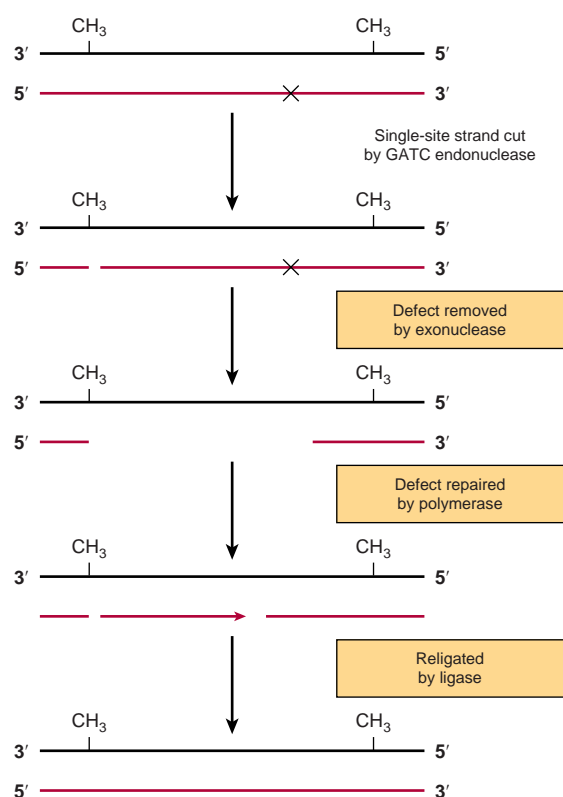 CH₃ CH₃
3′ 5′
5′ 3′
Single-site strand cut
by GATC endonuclease
CH₃ CH₃
3′ 5′
5′ 3′
Defect removed
by exonuclease
CH₃ CH₃
3′ 5′
5′ 3′
Defect repaired
by polymerase
CH₃ CH₃
3′ 5′
Religated
by ligase
CH₃ CH₃
3′ 5′
5′ 3′